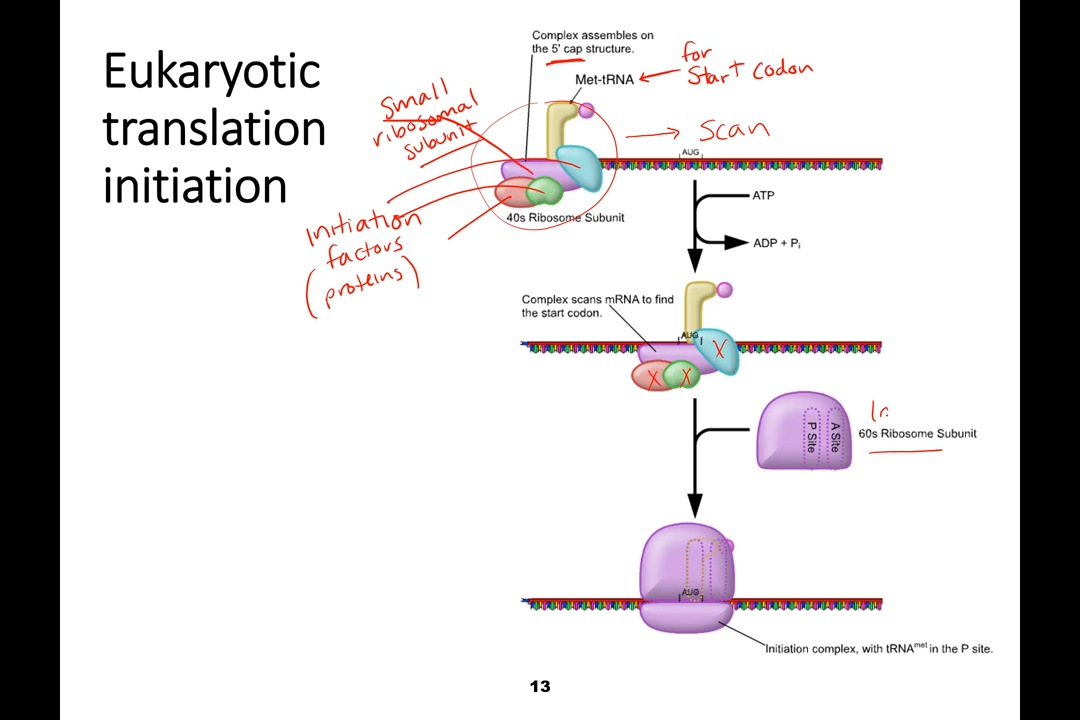 Eukaryotic
translation
initiation
Complex assembles on
the 5' cap structure.
Met-tRNA
for
start codon
small
ribosomal
subunit
scan
AUG
Initiation
factors
(proteins)
40s Ribosome Subunit
ATP
ADP + Pi
Complex scans mRNA to find
the start codon.
AUG
X
X X
60s Ribosome Subunit
P Site
A Site
AUG
Initiation complex, with tRNAmet in the P site.
13